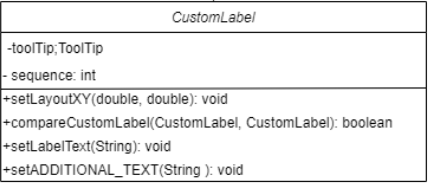 CustomLabel
-toolTip;ToolTip
- sequence: int
+setLayoutXY(double, double): void
+compareCustomLabel(CustomLabel, CustomLabel): boolean
+setLabelText(String): void
+setADDITIONAL_TEXT(String ): void